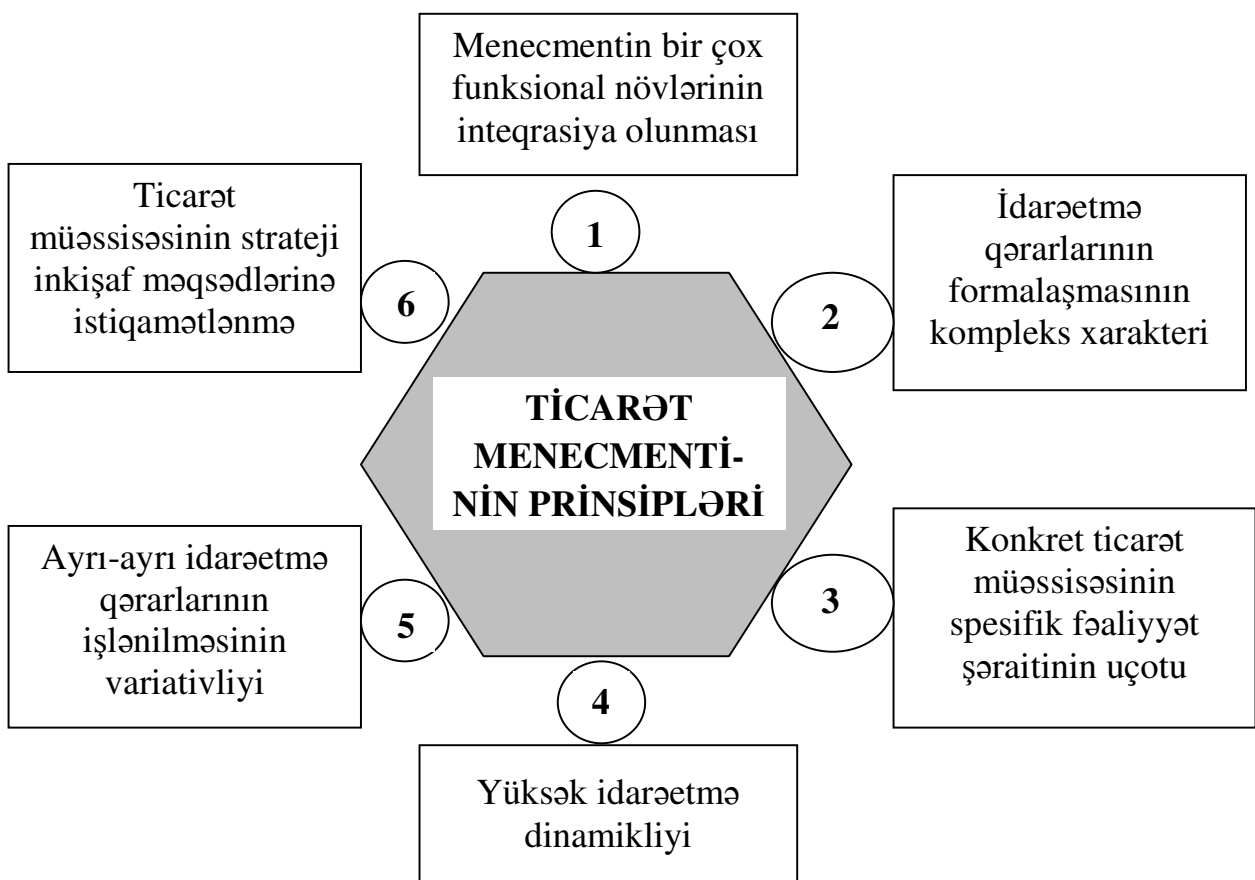 Menecmentin bir çox
funksional növlərinin
inteqrasiya olunması
1
İdarəetmə
qərarlarının
formalaşmasının
kompleks xarakteri
2
Konkret ticarət
müəssisəsinin
spesifik fəaliyyət
şəraitinin uçotu
3
Yüksək idarəetmə
dinamikliyi
4
Ayrı-ayrı idarəetmə
qərarlarının
işlənilməsinin
variativliyi
5
Ticarət
müəssisəsinin strateji
inkişaf məqsədlərinə
istiqamətlənmə
6
TİCARƏT
MENECMENTİ-
NİN PRİNSİPLƏRİ